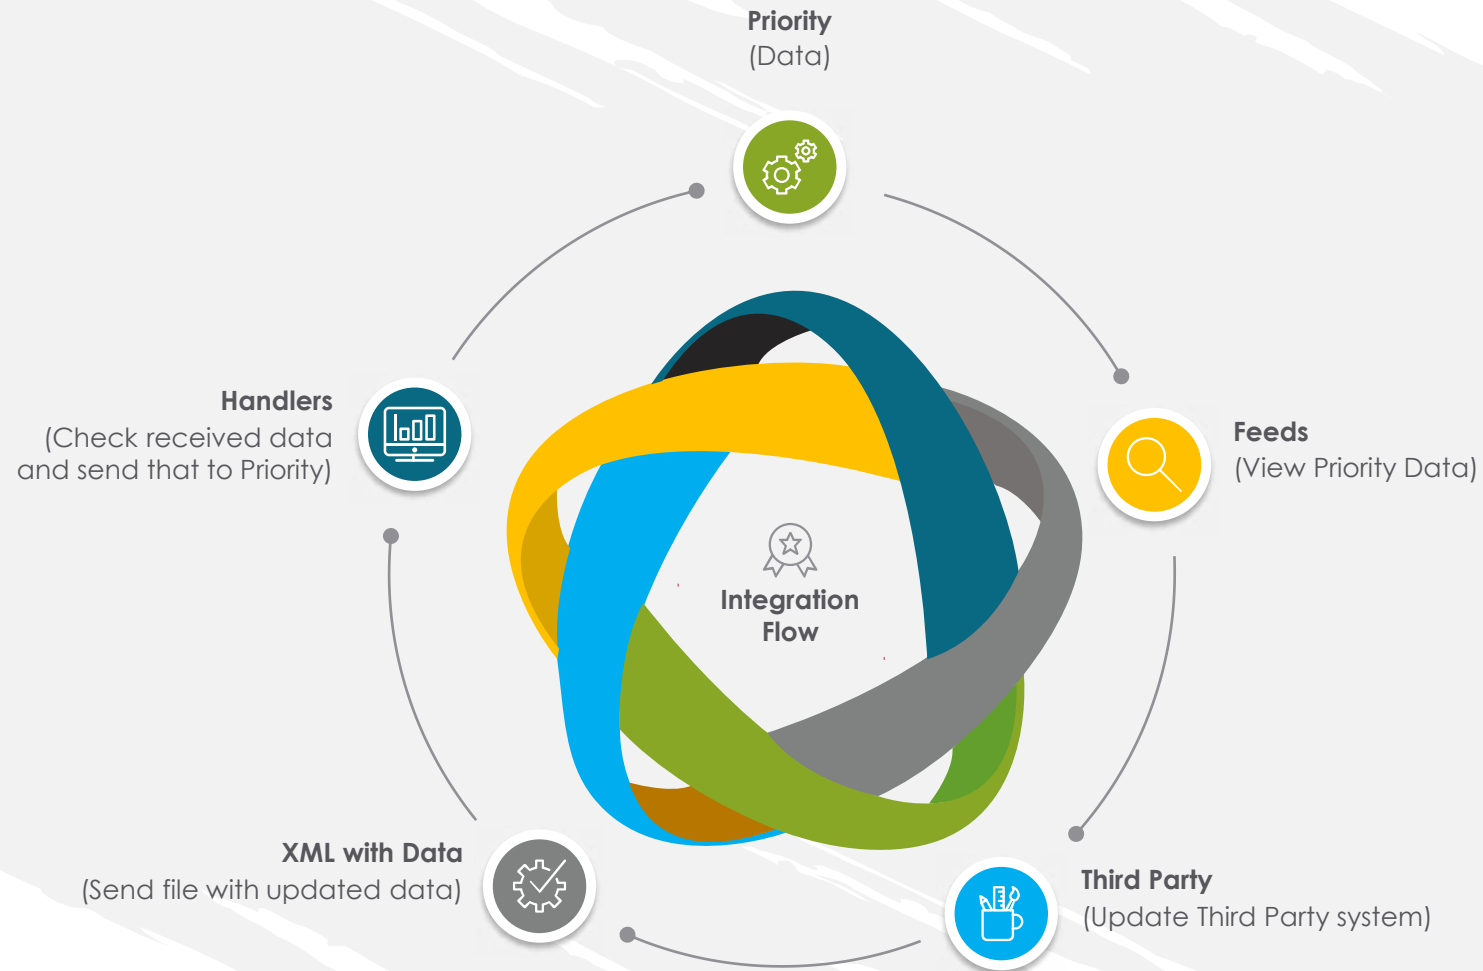 Priority
(Data)
Handlers
(Check received data
and send that to Priority)
Feeds
(View Priority Data)
Integration
Flow
XML with Data
(Send file with updated data)
Third Party
(Update Third Party system)